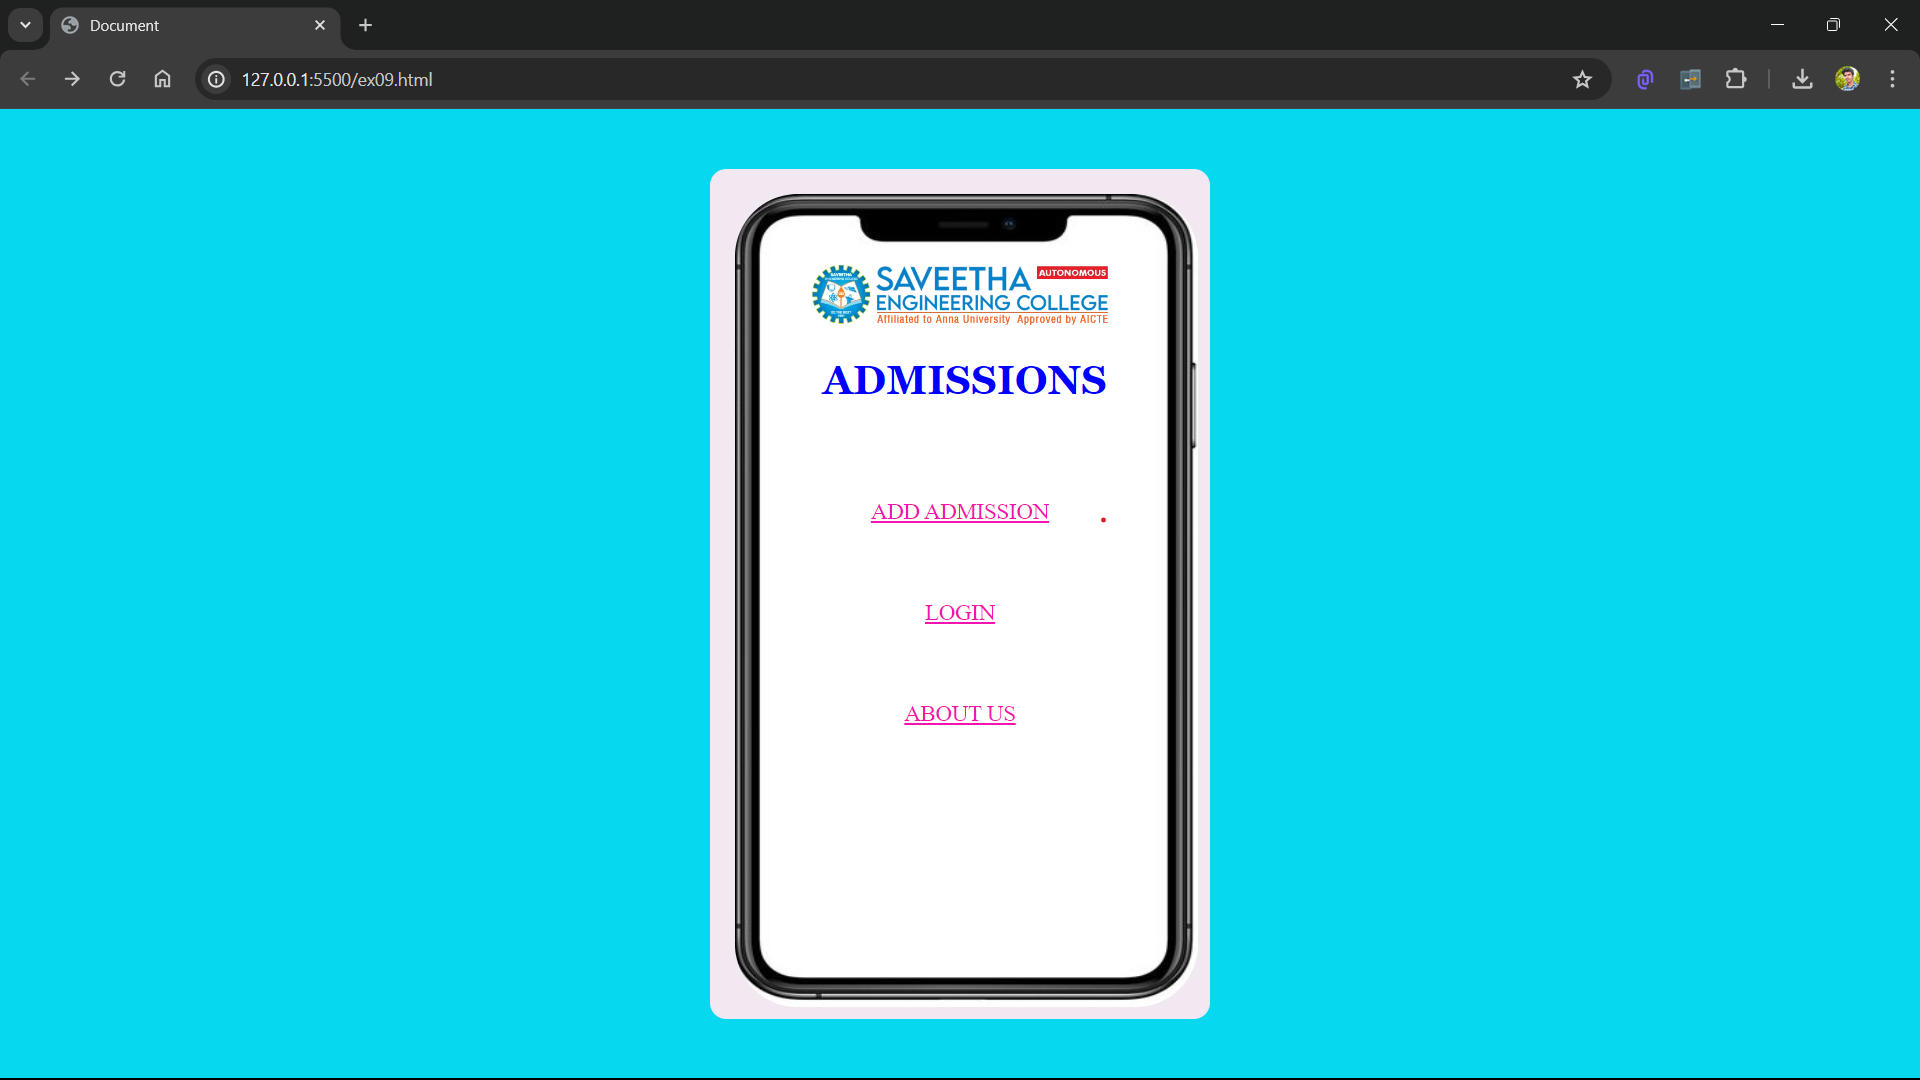 Document
127.0.0.1:5500/ex09.html
SAVEETHA AUTONOMOUS
ENGINEERING COLLEGE
Affiliated to Anna University Approved by AICTE
SAVEETHA
ADMISSIONS
ADD ADMISSION
LOGIN
ABOUT US